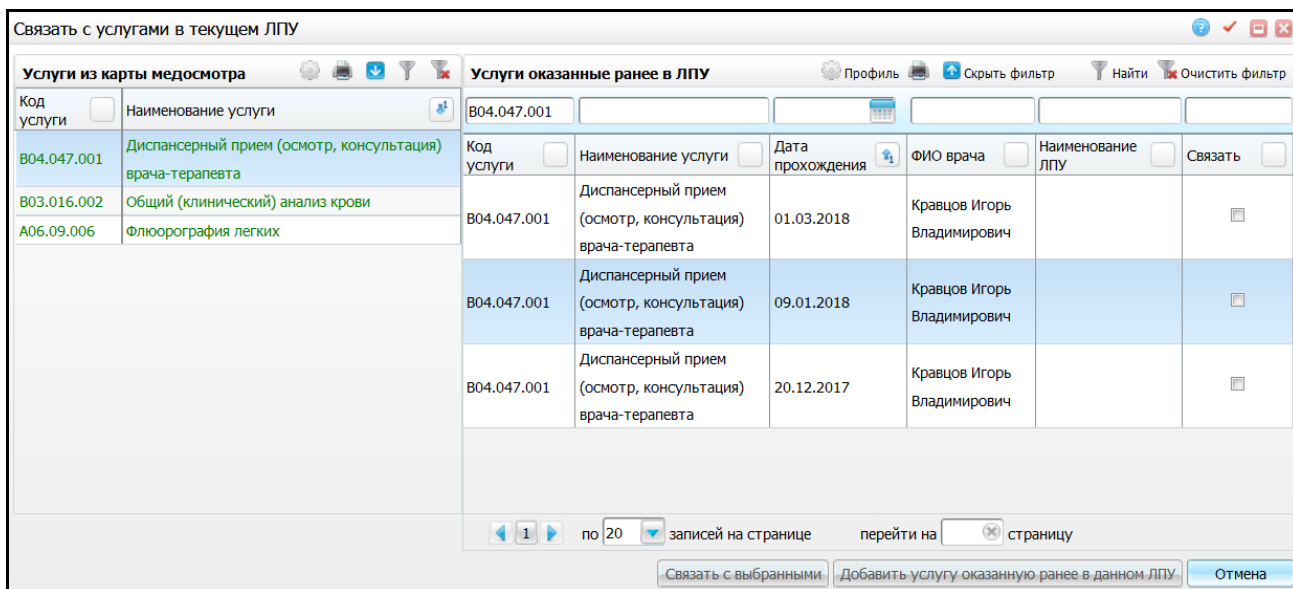 Связать с услугами в текущем ЛПУ
Услуги из карты медосмотра
Код
услуги
Наименование услуги
1
B04.047.001
Диспансерный прием (осмотр, консультация)
врача-терапевта
B03.016.002
Общий (клинический) анализ крови
A06.09.006
Флюорография легких
Услуги оказанные ранее в ЛПУ
Профиль
Скрыть фильтр
Найти
Очистить фильтр
B04.047.001
Код
услуги
Наименование услуги
Дата
прохождения
1
ФИО врача
Наименование
ЛПУ
Связать
B04.047.001
Диспансерный прием
(осмотр, консультация)
врача-терапевта
01.03.2018
Кравцов Игорь
Владимирович
B04.047.001
Диспансерный прием
(осмотр, консультация)
врача-терапевта
09.01.2018
Кравцов Игорь
Владимирович
B04.047.001
Диспансерный прием
(осмотр, консультация)
врача-терапевта
20.12.2017
Кравцов Игорь
Владимирович
1 по 20 записей на странице перейти на страницу
Связать с выбранными
Добавить услугу оказанную ранее в данном ЛПУ
Отмена